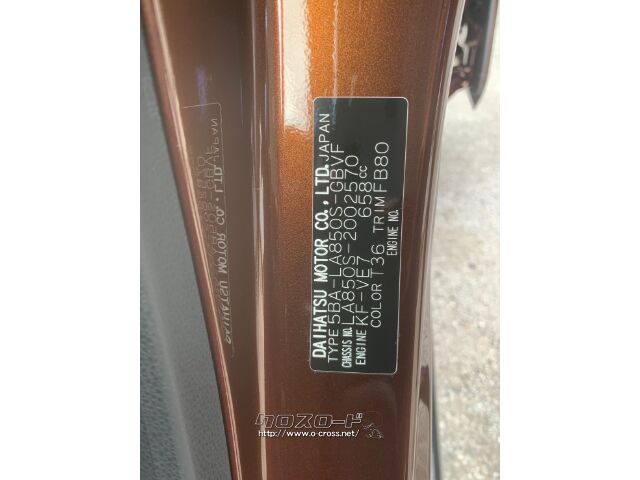 DAIHATSU MOTOR CO., LTD. JAPAN
TYPE 5BA-LA850S-GBVF
CHASSIS NO. LA850S-2002570
ENGINE KF-VE7 658cc
COLOR T36 TRIM FB80
ENGINE NO.
クロスロード
http://www.o-cross.net/